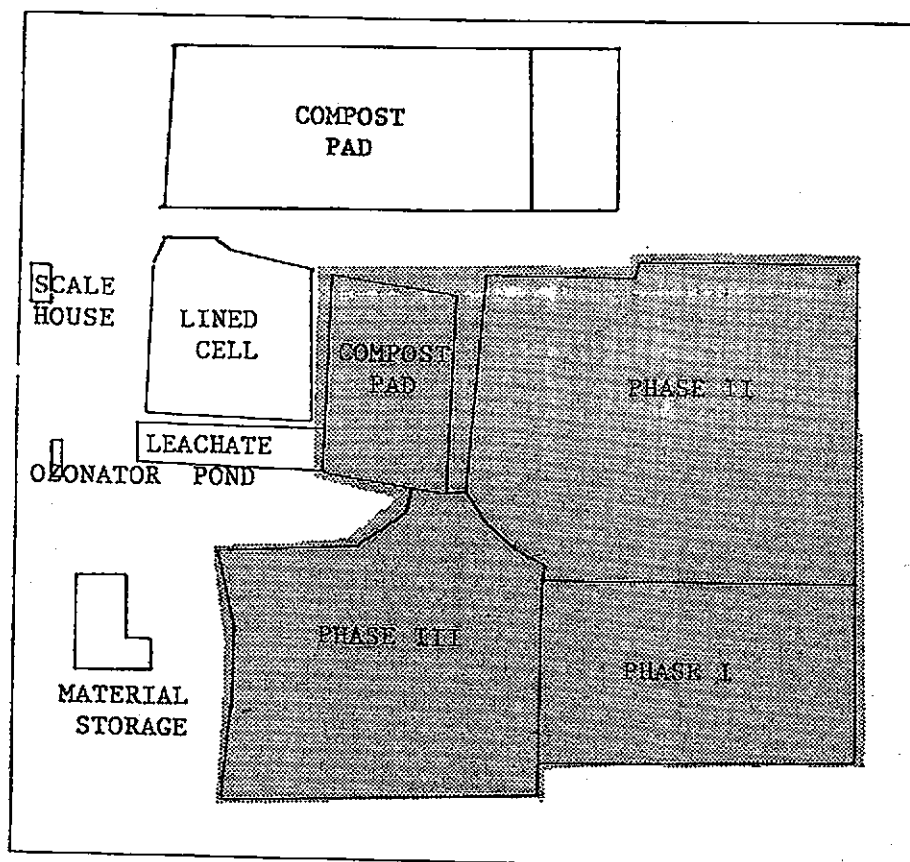 COMPOST
PAD
SCALE
HOUSE
LINED
CELL
COMPOST
PAD
PHASE II
LEACHATE
POND
OZONATOR
PHASE III
PHASE I
MATERIAL
STORAGE